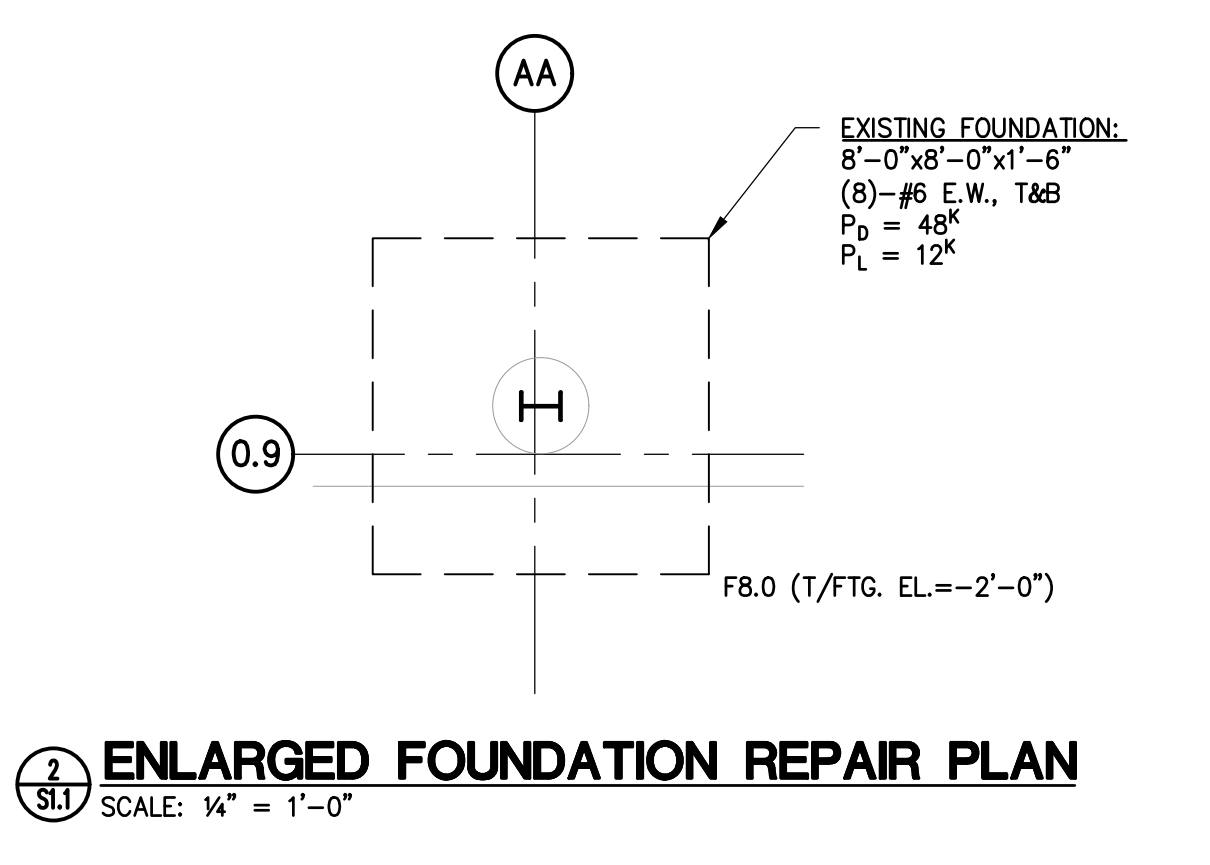 AA
EXISTING FOUNDATION:
8'-0"x8'-0"x1'-6"
(8)-#6 E.W., T&B
PD = 48K
PL = 12K
0.9
F8.0 (T/FTG. EL.=-2'-0")
2
S1.1
ENLARGED FOUNDATION REPAIR PLAN
SCALE: ¼" = 1'-0"